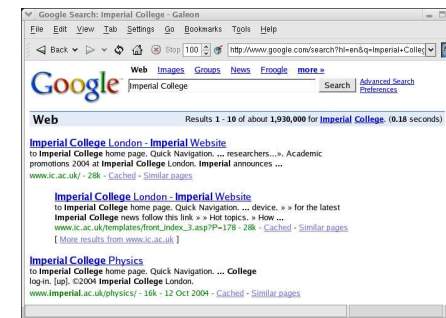 Google Search: Imperial College - Galeon
File Edit View Tab Settings Go Bookmarks Tools Help
Back Stop 100 http://www.google.com/search?hl=en&q=Imperial+Colleg
Web Images Groups News Froogle more »
Google Imperial College Search Advanced Search
Preferences
Web Results 1 - 10 of about 1,930,000 for Imperial College. (0.18 seconds)
Imperial College London - Imperial Website
to Imperial College home page. Quick Navigation. ... researchers...». Academic
promotions 2004 at Imperial College London. Imperial announces ...
www.ic.ac.uk/ - 28k - Cached - Similar pages
Imperial College London - Imperial Website
to Imperial College home page. Quick Navigation. ... device. » » for the latest
Imperial College news follow this link » » Hot topics. » How ...
www.ic.ac.uk/templates/front_index_3.asp?P=178 - 28k - Cached - Similar pages
[ More results from www.ic.ac.uk ]
Imperial College Physics
to Imperial College home page. Quick Navigation. ... College
log-in. [up]. ©2004 Imperial College London.
www.imperial.ac.uk/physics/ - 16k - 12 Oct 2004 - Cached - Similar pages